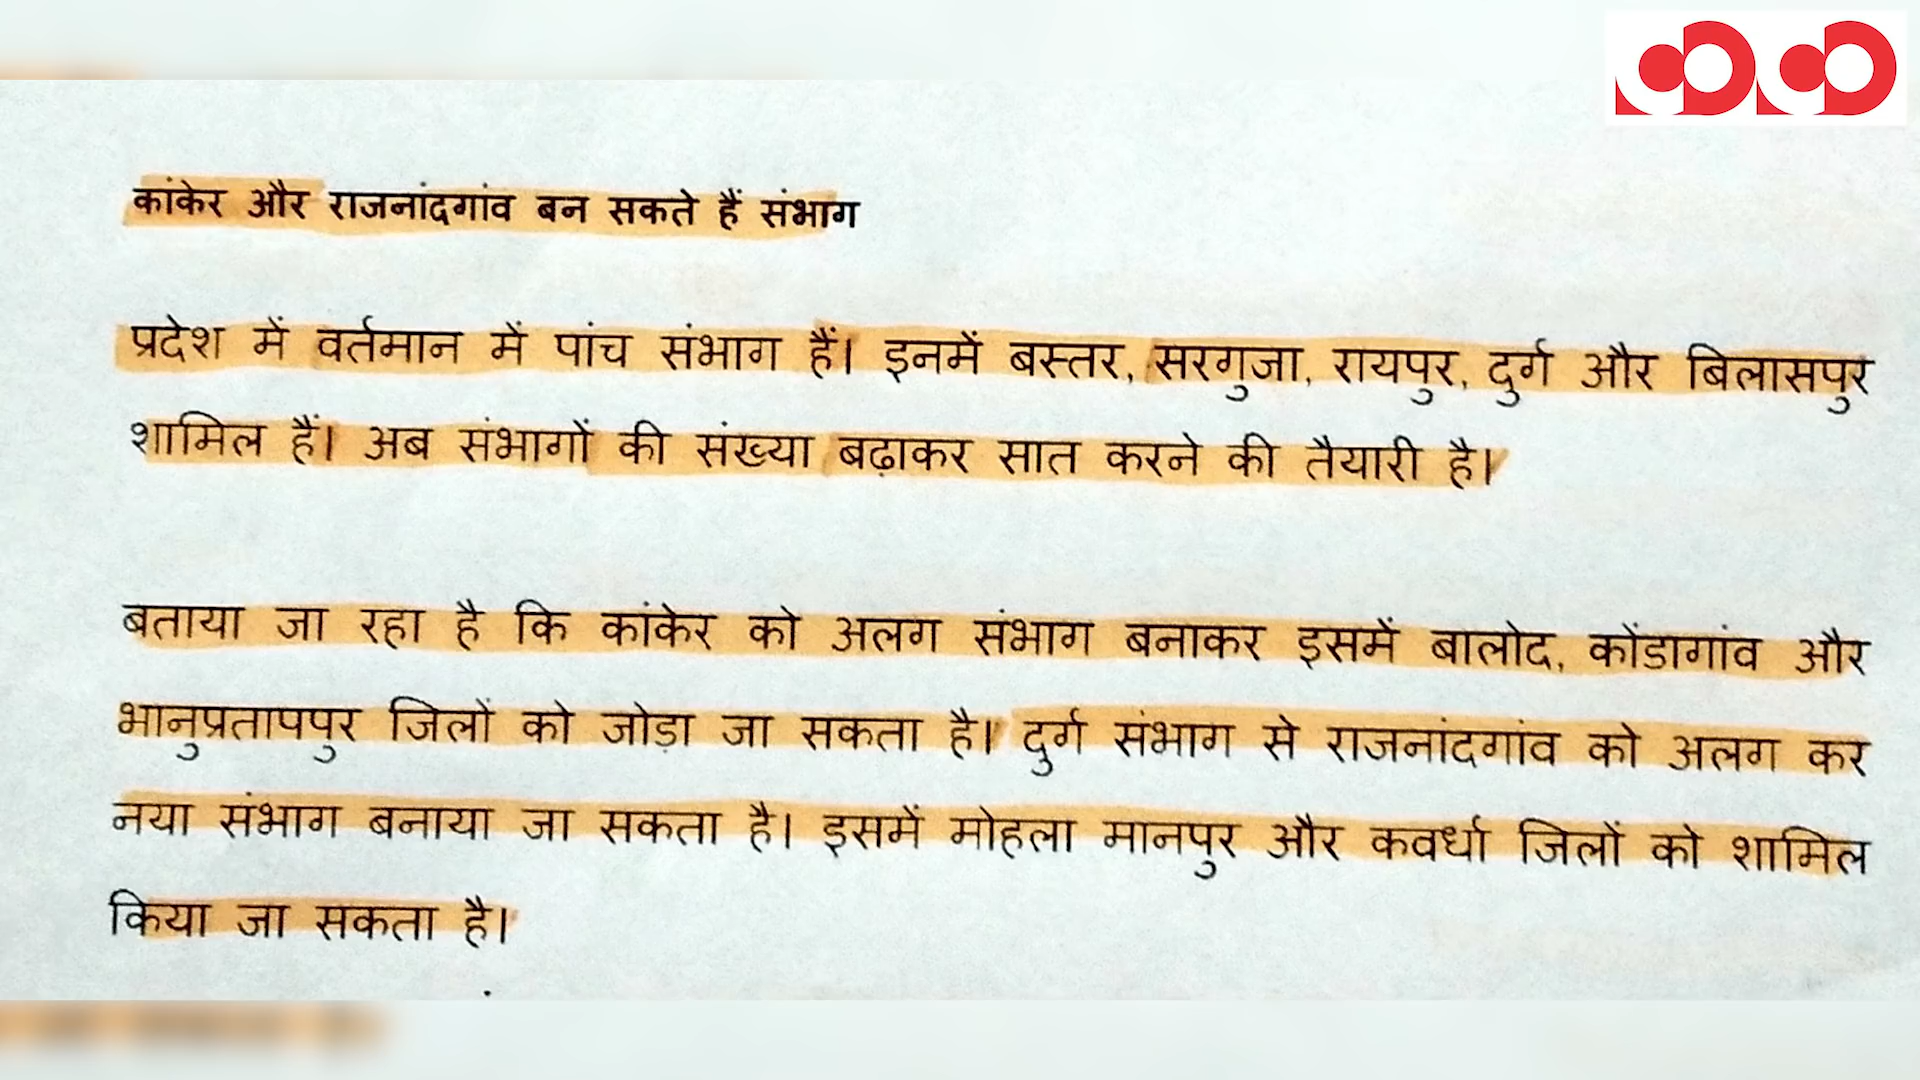 कांकेर और राजनांदगांव बन सकते हैं संभाग
प्रदेश में वर्तमान में पांच संभाग हैं। इनमें बस्तर, सरगुजा, रायपुर, दुर्ग और बिलासपुर
शामिल हैं। अब संभागों की संख्या बढ़ाकर सात करने की तैयारी है।
बताया जा रहा है कि कांकेर को अलग संभाग बनाकर इसमें बालोद, कोंडागांव और
भानुप्रतापपुर जिलों को जोड़ा जा सकता है। दुर्ग संभाग से राजनांदगांव को अलग कर
नया संभाग बनाया जा सकता है। इसमें मोहला मानपुर और कवर्धा जिलों को शामिल
किया जा सकता है।